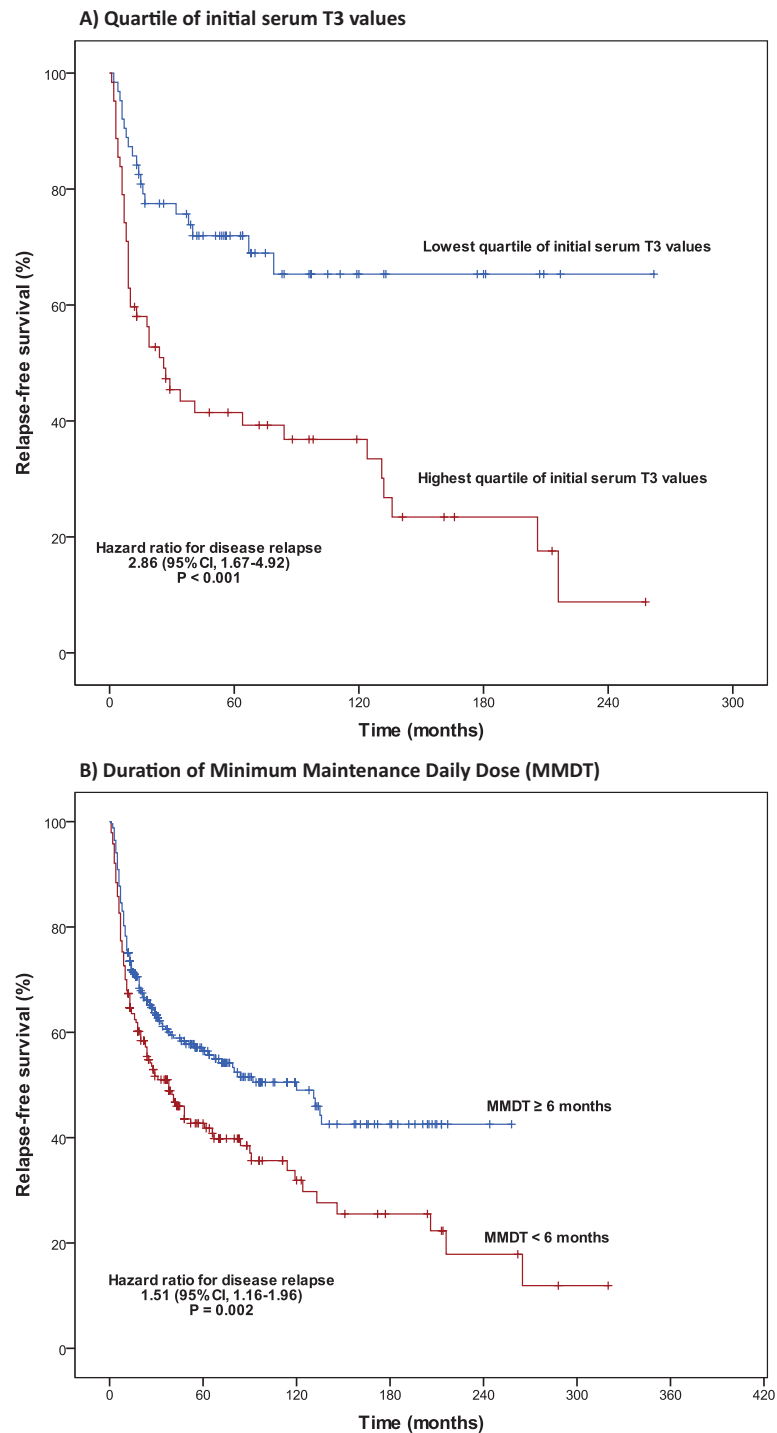 A) Quartile of initial serum T3 values
100
80
60
40
20
0
Relapse-free survival (%)
Lowest quartile of initial serum T3 values
Highest quartile of initial serum T3 values
Hazard ratio for disease relapse
2.86 (95% CI, 1.67-4.92)
P < 0.001
0 60 120 180 240 300
Time (months)
B) Duration of Minimum Maintenance Daily Dose (MMDT)
100
80
60
40
20
0
Relapse-free survival (%)
MMDT ≥ 6 months
MMDT < 6 months
Hazard ratio for disease relapse
1.51 (95% CI, 1.16-1.96)
P = 0.002
0 60 120 180 240 300 360 420
Time (months)